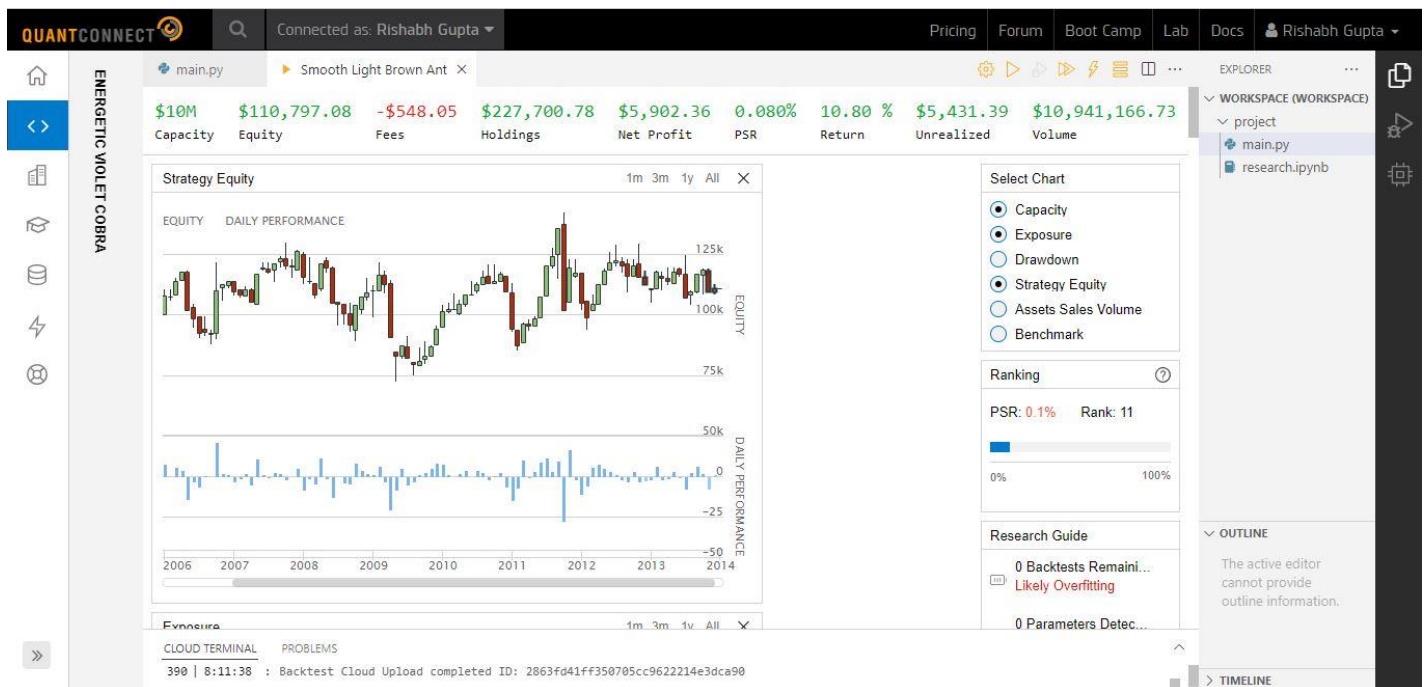 QUANTCONNECT
Connected as: Rishabh Gupta
Pricing Forum Boot Camp Lab Docs Rishabh Gupta
ENERGETIC VIOLET COBRA
main.py Smooth Light Brown Ant
$10M $110,797.08 -$548.05 $227,700.78 $5,902.36 0.080% 10.80 % $5,431.39 $10,941,166.73
Capacity Equity Fees Holdings Net Profit PSR Return Unrealized Volume
Strategy Equity 1m 3m 1y All
EQUITY DAILY PERFORMANCE
125k
100k
75k
50k
EQUITY
0
-25
-50
DAILY PERFORMANCE
2006 2007 2008 2009 2010 2011 2012 2013 2014
Exposure 1m 3m 1y All
Select Chart
Capacity
Exposure
Drawdown
Strategy Equity
Assets Sales Volume
Benchmark
Ranking
PSR: 0.1% Rank: 11
0% 100%
Research Guide
0 Backtests Remaini...
Likely Overfitting
0 Parameters Detec...
CLOUD TERMINAL PROBLEMS
390 | 8:11:38 : Backtest Cloud Upload completed ID: 2863fd41ff350705cc9622214e3dca90
EXPLORER
WORKSPACE (WORKSPACE)
project
main.py
research.ipynb
OUTLINE
The active editor
cannot provide
outline information.
TIMELINE